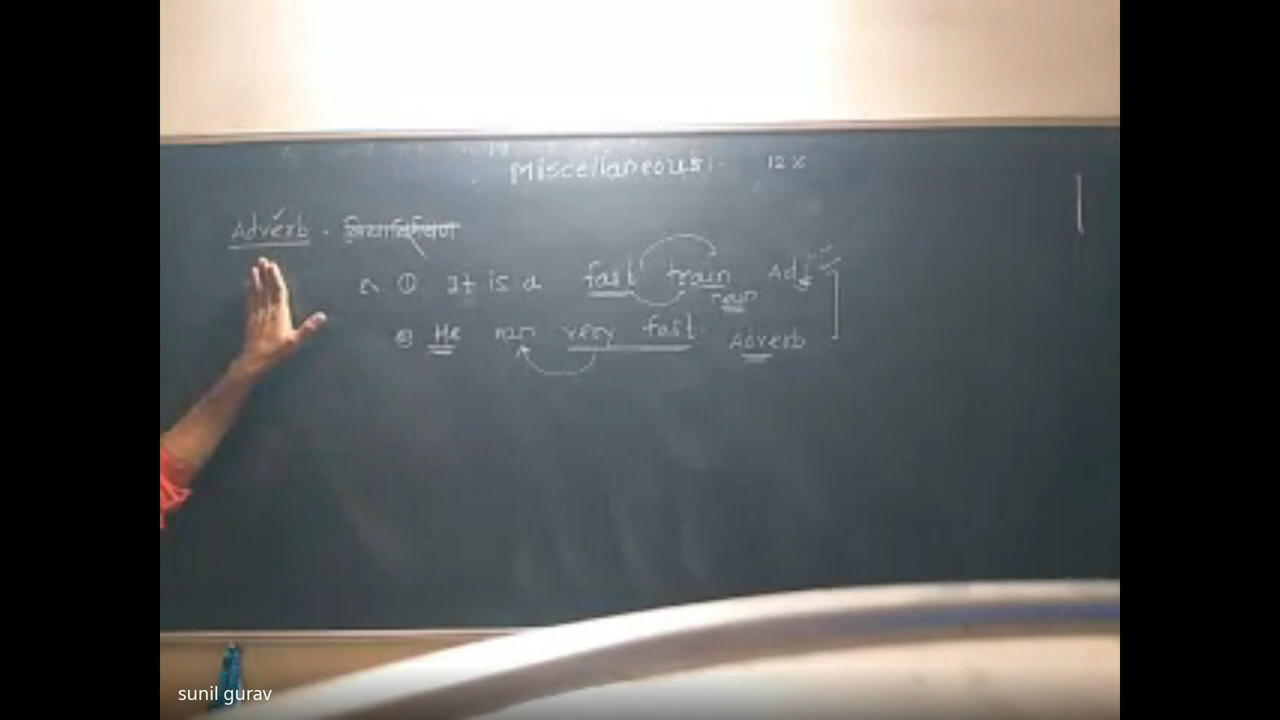 Miscellaneous :- 12 X
Adverb - क्रियाविशेषण
① It is a fast train Adj
noun
② He ran very fast. Adverb
sunil gurav